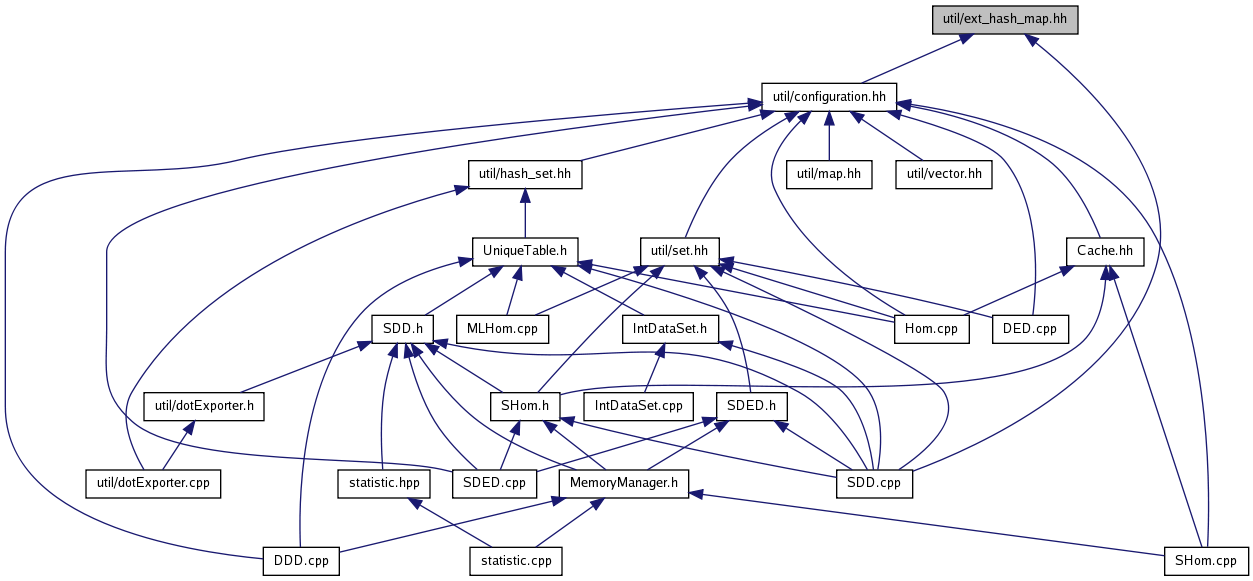 util/ext_hash_map.hh
util/configuration.hh
util/hash_set.hh
util/map.hh
util/vector.hh
UniqueTable.h
util/set.hh
Cache.hh
SDD.h
MLHom.cpp
IntDataSet.h
Hom.cpp
DED.cpp
util/dotExporter.h
SHom.h
IntDataSet.cpp
SDED.h
util/dotExporter.cpp
statistic.hpp
SDED.cpp
MemoryManager.h
SDD.cpp
DDD.cpp
statistic.cpp
SHom.cpp